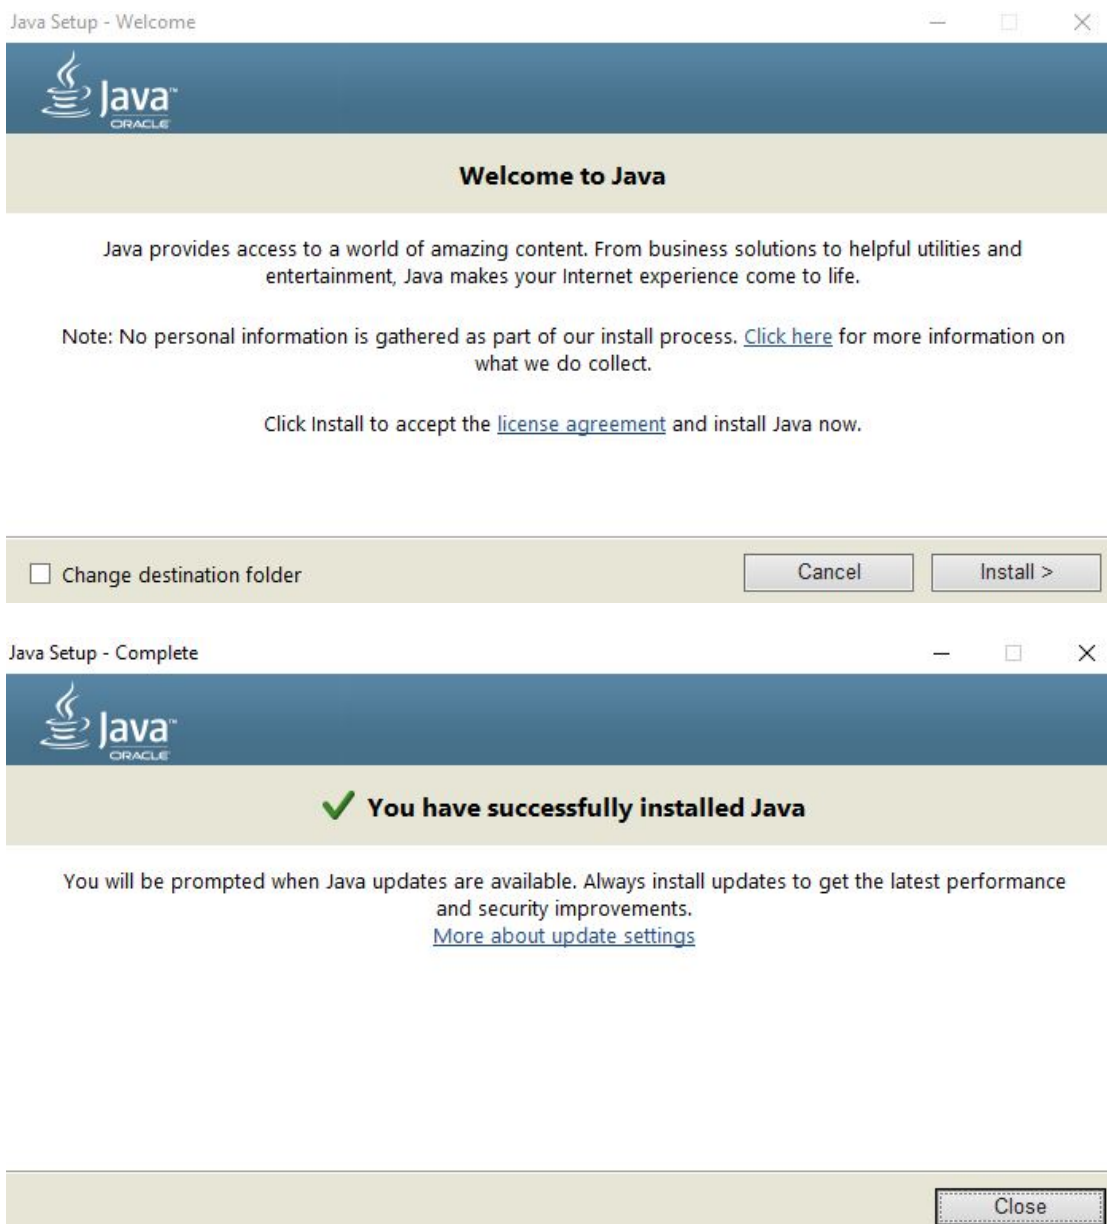 Java Setup - Welcome
Java™
ORACLE
Welcome to Java
Java provides access to a world of amazing content. From business solutions to helpful utilities and
entertainment, Java makes your Internet experience come to life.
Note: No personal information is gathered as part of our install process. Click here for more information on
what we do collect.
Click Install to accept the license agreement and install Java now.
Change destination folder
Cancel
Install >
Java Setup - Complete
Java™
ORACLE
You have successfully installed Java
You will be prompted when Java updates are available. Always install updates to get the latest performance
and security improvements.
More about update settings
Close